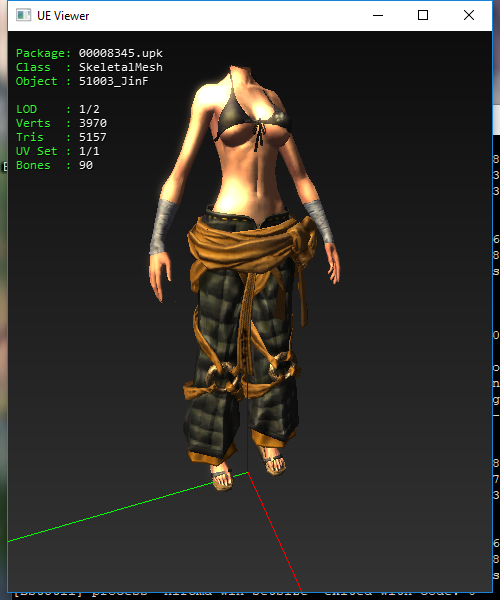 UE Viewer
Package: 00008345.upk
Class : SkeletalMesh
Object : 51003_JinF
LOD : 1/2
Verts : 3970
Tris : 5157
UV Set : 1/1
Bones : 90